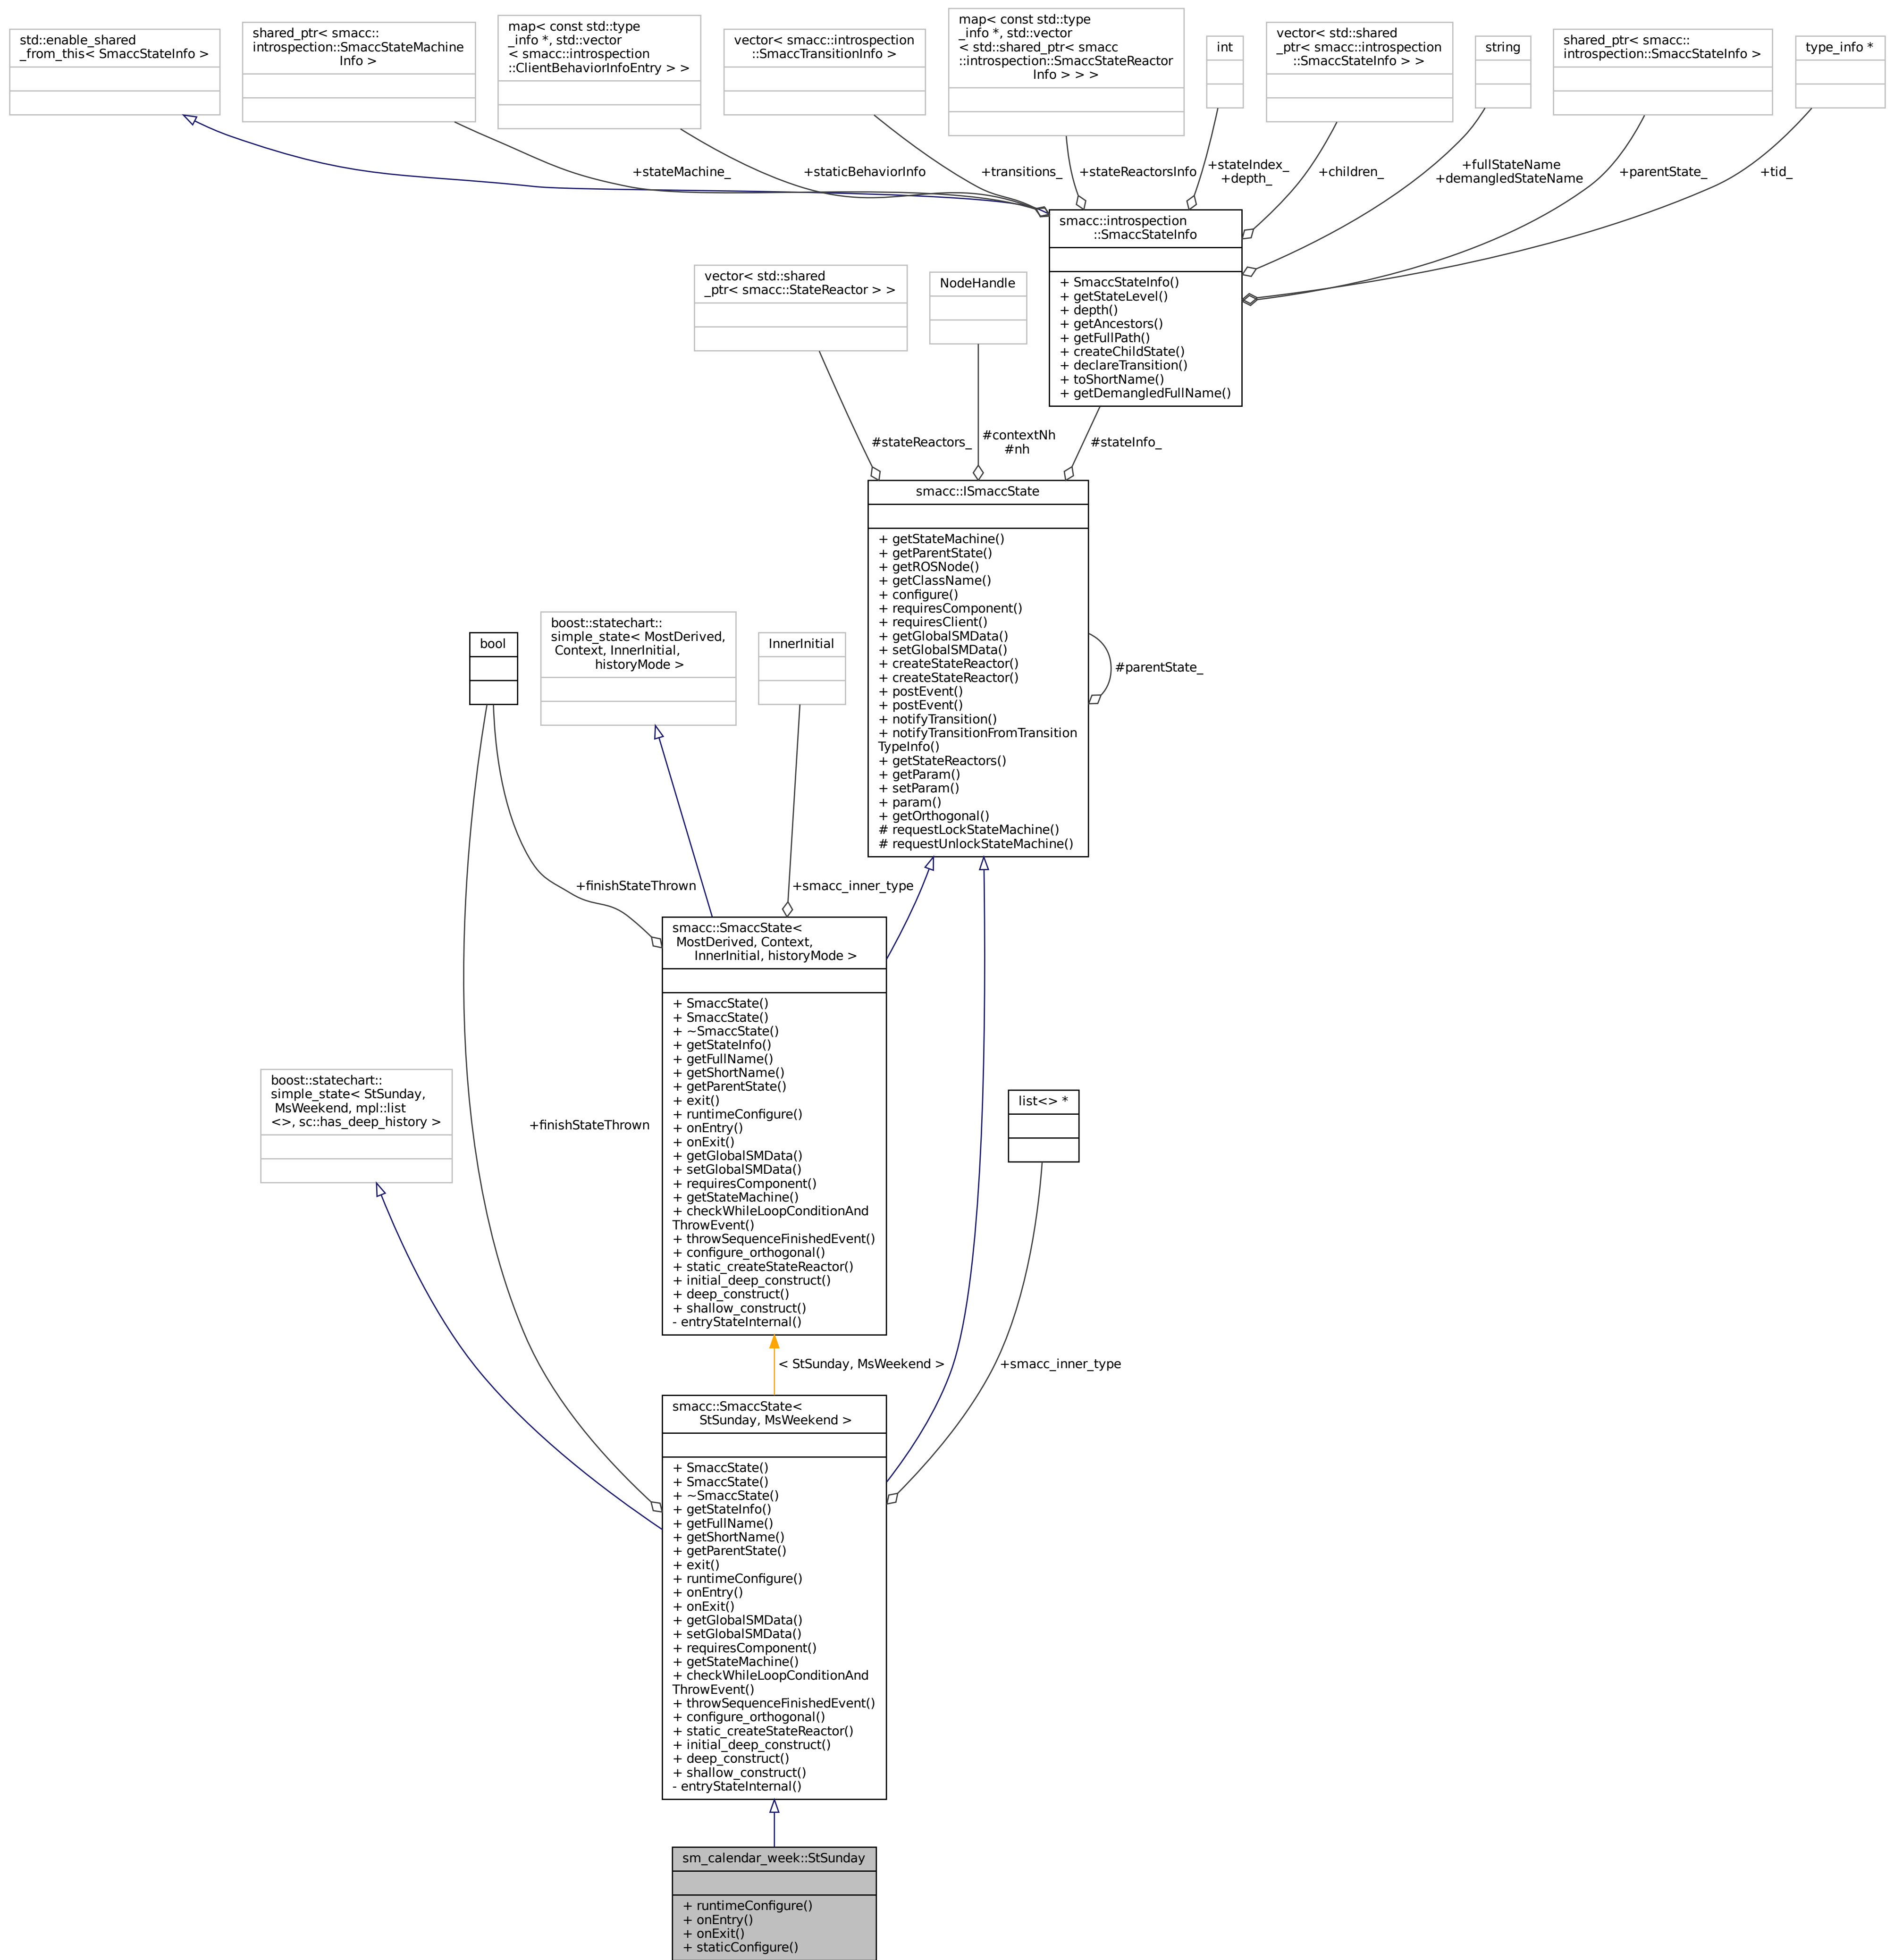 std::enable_shared
_from_this< SmaccStateInfo >
shared_ptr< smacc::
introspection::SmaccStateMachine
Info >
map< const std::type
_info *, std::vector
< smacc::introspection
::ClientBehaviorInfoEntry > >
vector< smacc::introspection
::SmaccTransitionInfo >
map< const std::type
_info *, std::vector
< std::shared_ptr< smacc
::introspection::SmaccStateReactor
Info > > >
int
vector< std::shared
_ptr< smacc::introspection
::SmaccStateInfo > >
string
shared_ptr< smacc::
introspection::SmaccStateInfo >
type_info *
+stateMachine_
+staticBehaviorInfo
+transitions_
+stateReactorsInfo
+stateIndex_
+depth_
+children_
+fullStateName
+demangledStateName
+parentState_
+tid_
smacc::introspection
::SmaccStateInfo
+ SmaccStateInfo()
+ getStateLevel()
+ depth()
+ getAncestors()
+ getFullPath()
+ createChildState()
+ declareTransition()
+ toShortName()
+ getDemangledFullName()
vector< std::shared
_ptr< smacc::StateReactor > >
NodeHandle
#stateReactors_
#contextNh
#nh
#stateInfo_
smacc::ISmaccState
+ getStateMachine()
+ getParentState()
+ getROSNode()
+ getClassName()
+ configure()
+ requiresComponent()
+ requiresClient()
+ getGlobalSMData()
+ setGlobalSMData()
+ createStateReactor()
+ createStateReactor()
+ postEvent()
+ postEvent()
+ notifyTransition()
+ notifyTransitionFromTransition
TypeInfo()
+ getStateReactors()
+ getParam()
+ setParam()
+ param()
+ getOrthogonal()
# requestLockStateMachine()
# requestUnlockStateMachine()
#parentState_
bool
boost::statechart::
simple_state< MostDerived,
Context, InnerInitial,
historyMode >
InnerInitial
+finishStateThrown
+smacc_inner_type
smacc::SmaccState<
MostDerived, Context,
InnerInitial, historyMode >
+ SmaccState()
+ SmaccState()
+ ~SmaccState()
+ getStateInfo()
+ getFullName()
+ getShortName()
+ getParentState()
+ exit()
+ runtimeConfigure()
+ onEntry()
+ onExit()
+ getGlobalSMData()
+ setGlobalSMData()
+ requiresComponent()
+ getStateMachine()
+ checkWhileLoopConditionAnd
ThrowEvent()
+ throwSequenceFinishedEvent()
+ configure_orthogonal()
+ static_createStateReactor()
+ initial_deep_construct()
+ deep_construct()
+ shallow_construct()
- entryStateInternal()
boost::statechart::
simple_state< StSunday,
MsWeekend, mpl::list
<>, sc::has_deep_history >
+finishStateThrown
list<> *
< StSunday, MsWeekend >
+smacc_inner_type
smacc::SmaccState<
StSunday, MsWeekend >
+ SmaccState()
+ SmaccState()
+ ~SmaccState()
+ getStateInfo()
+ getFullName()
+ getShortName()
+ getParentState()
+ exit()
+ runtimeConfigure()
+ onEntry()
+ onExit()
+ getGlobalSMData()
+ setGlobalSMData()
+ requiresComponent()
+ getStateMachine()
+ checkWhileLoopConditionAnd
ThrowEvent()
+ throwSequenceFinishedEvent()
+ configure_orthogonal()
+ static_createStateReactor()
+ initial_deep_construct()
+ deep_construct()
+ shallow_construct()
- entryStateInternal()
sm_calendar_week::StSunday
+ runtimeConfigure()
+ onEntry()
+ onExit()
+ staticConfigure()